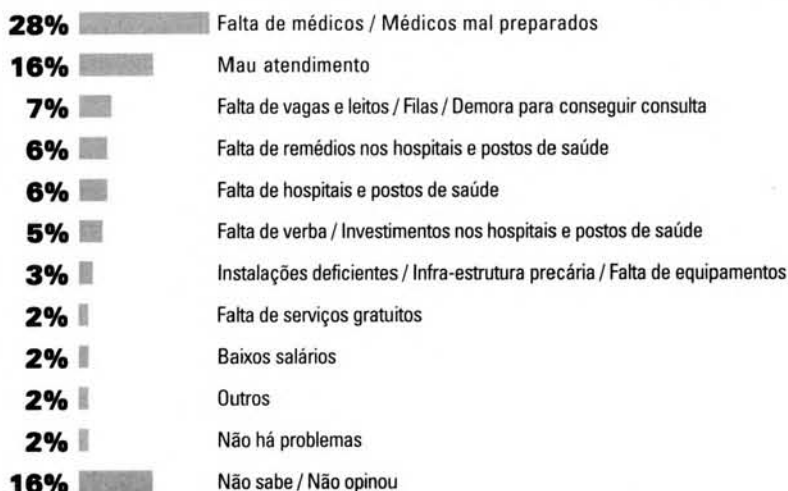 28% Falta de médicos / Médicos mal preparados
16% Mau atendimento
7% Falta de vagas e leitos / Filas / Demora para conseguir consulta
6% Falta de remédios nos hospitais e postos de saúde
6% Falta de hospitais e postos de saúde
5% Falta de verba / Investimentos nos hospitais e postos de saúde
3% Instalações deficientes / Infra-estrutura precária / Falta de equipamentos
2% Falta de serviços gratuitos
2% Baixos salários
2% Outros
2% Não há problemas
16% Não sabe / Não opinou